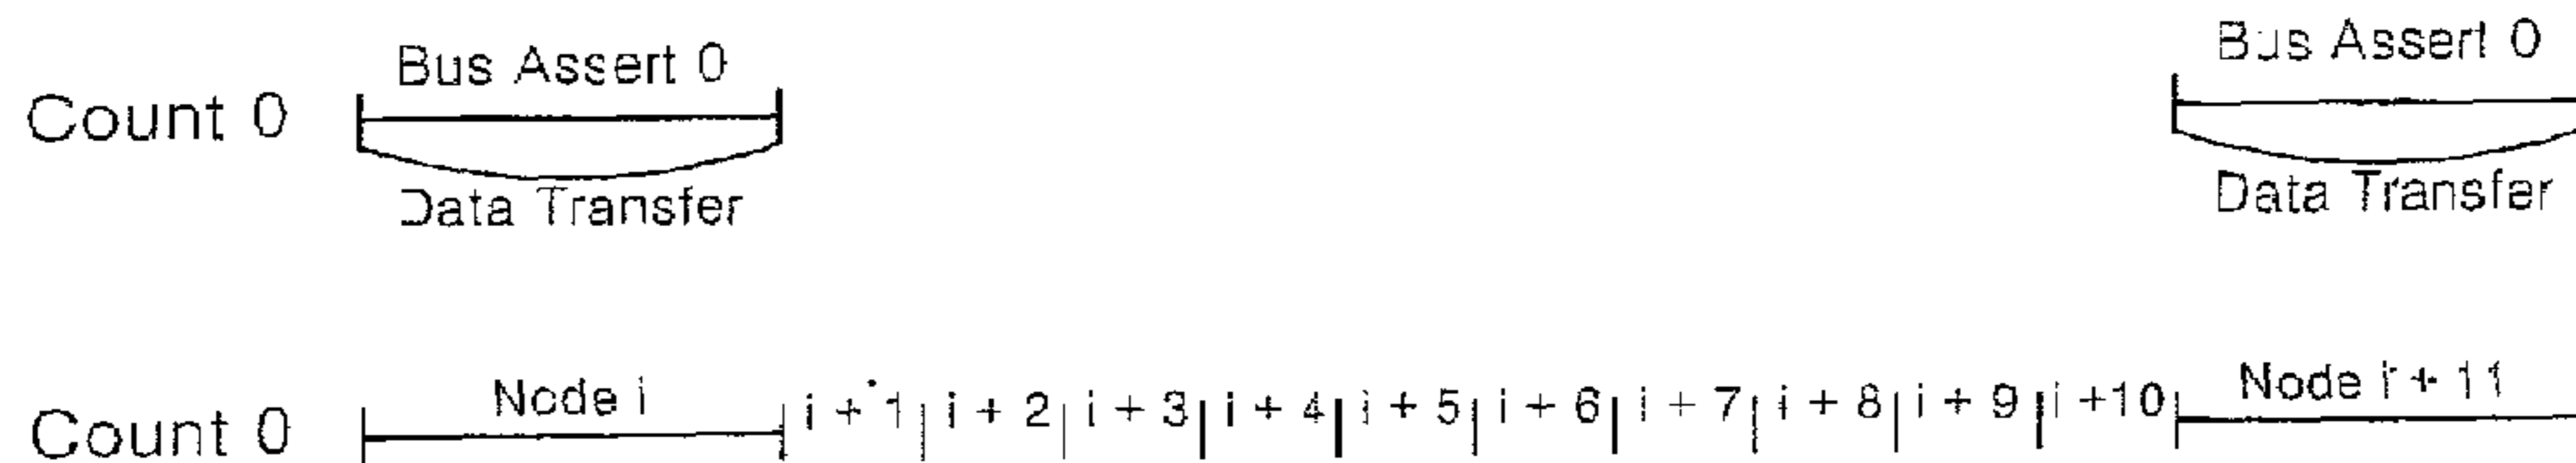 Bus Assert 0 Bus Assert 0
Count 0
Data Transfer Data Transfer
Node i i + 1 i + 2 i + 3 i + 4 i + 5 i + 6 i + 7 i + 8 i + 9 i +10 Node i + 11
Count 0